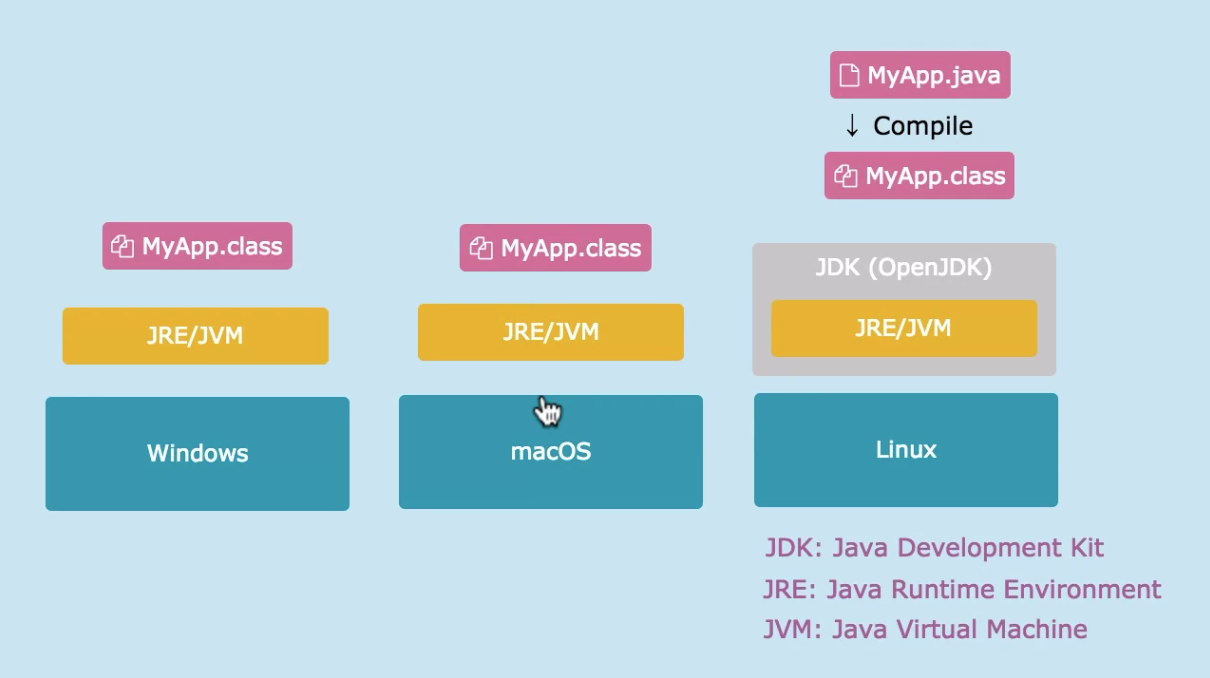 MyApp.java
↓ Compile
MyApp.class
MyApp.class
MyApp.class
JDK (OpenJDK)
JRE/JVM
JRE/JVM
JRE/JVM
Windows
macOS
Linux
JDK: Java Development Kit
JRE: Java Runtime Environment
JVM: Java Virtual Machine